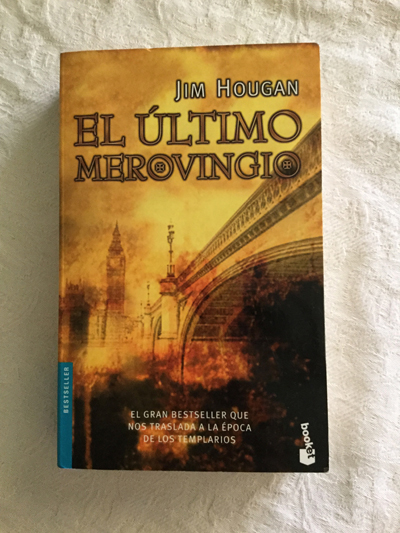 JIM HOUGAN
EL ÚLTIMO
MEROVINGIO
BESTSELLER
EL GRAN BESTSELLER QUE
NOS TRASLADA A LA ÉPOCA
DE LOS TEMPLARIOS
booket